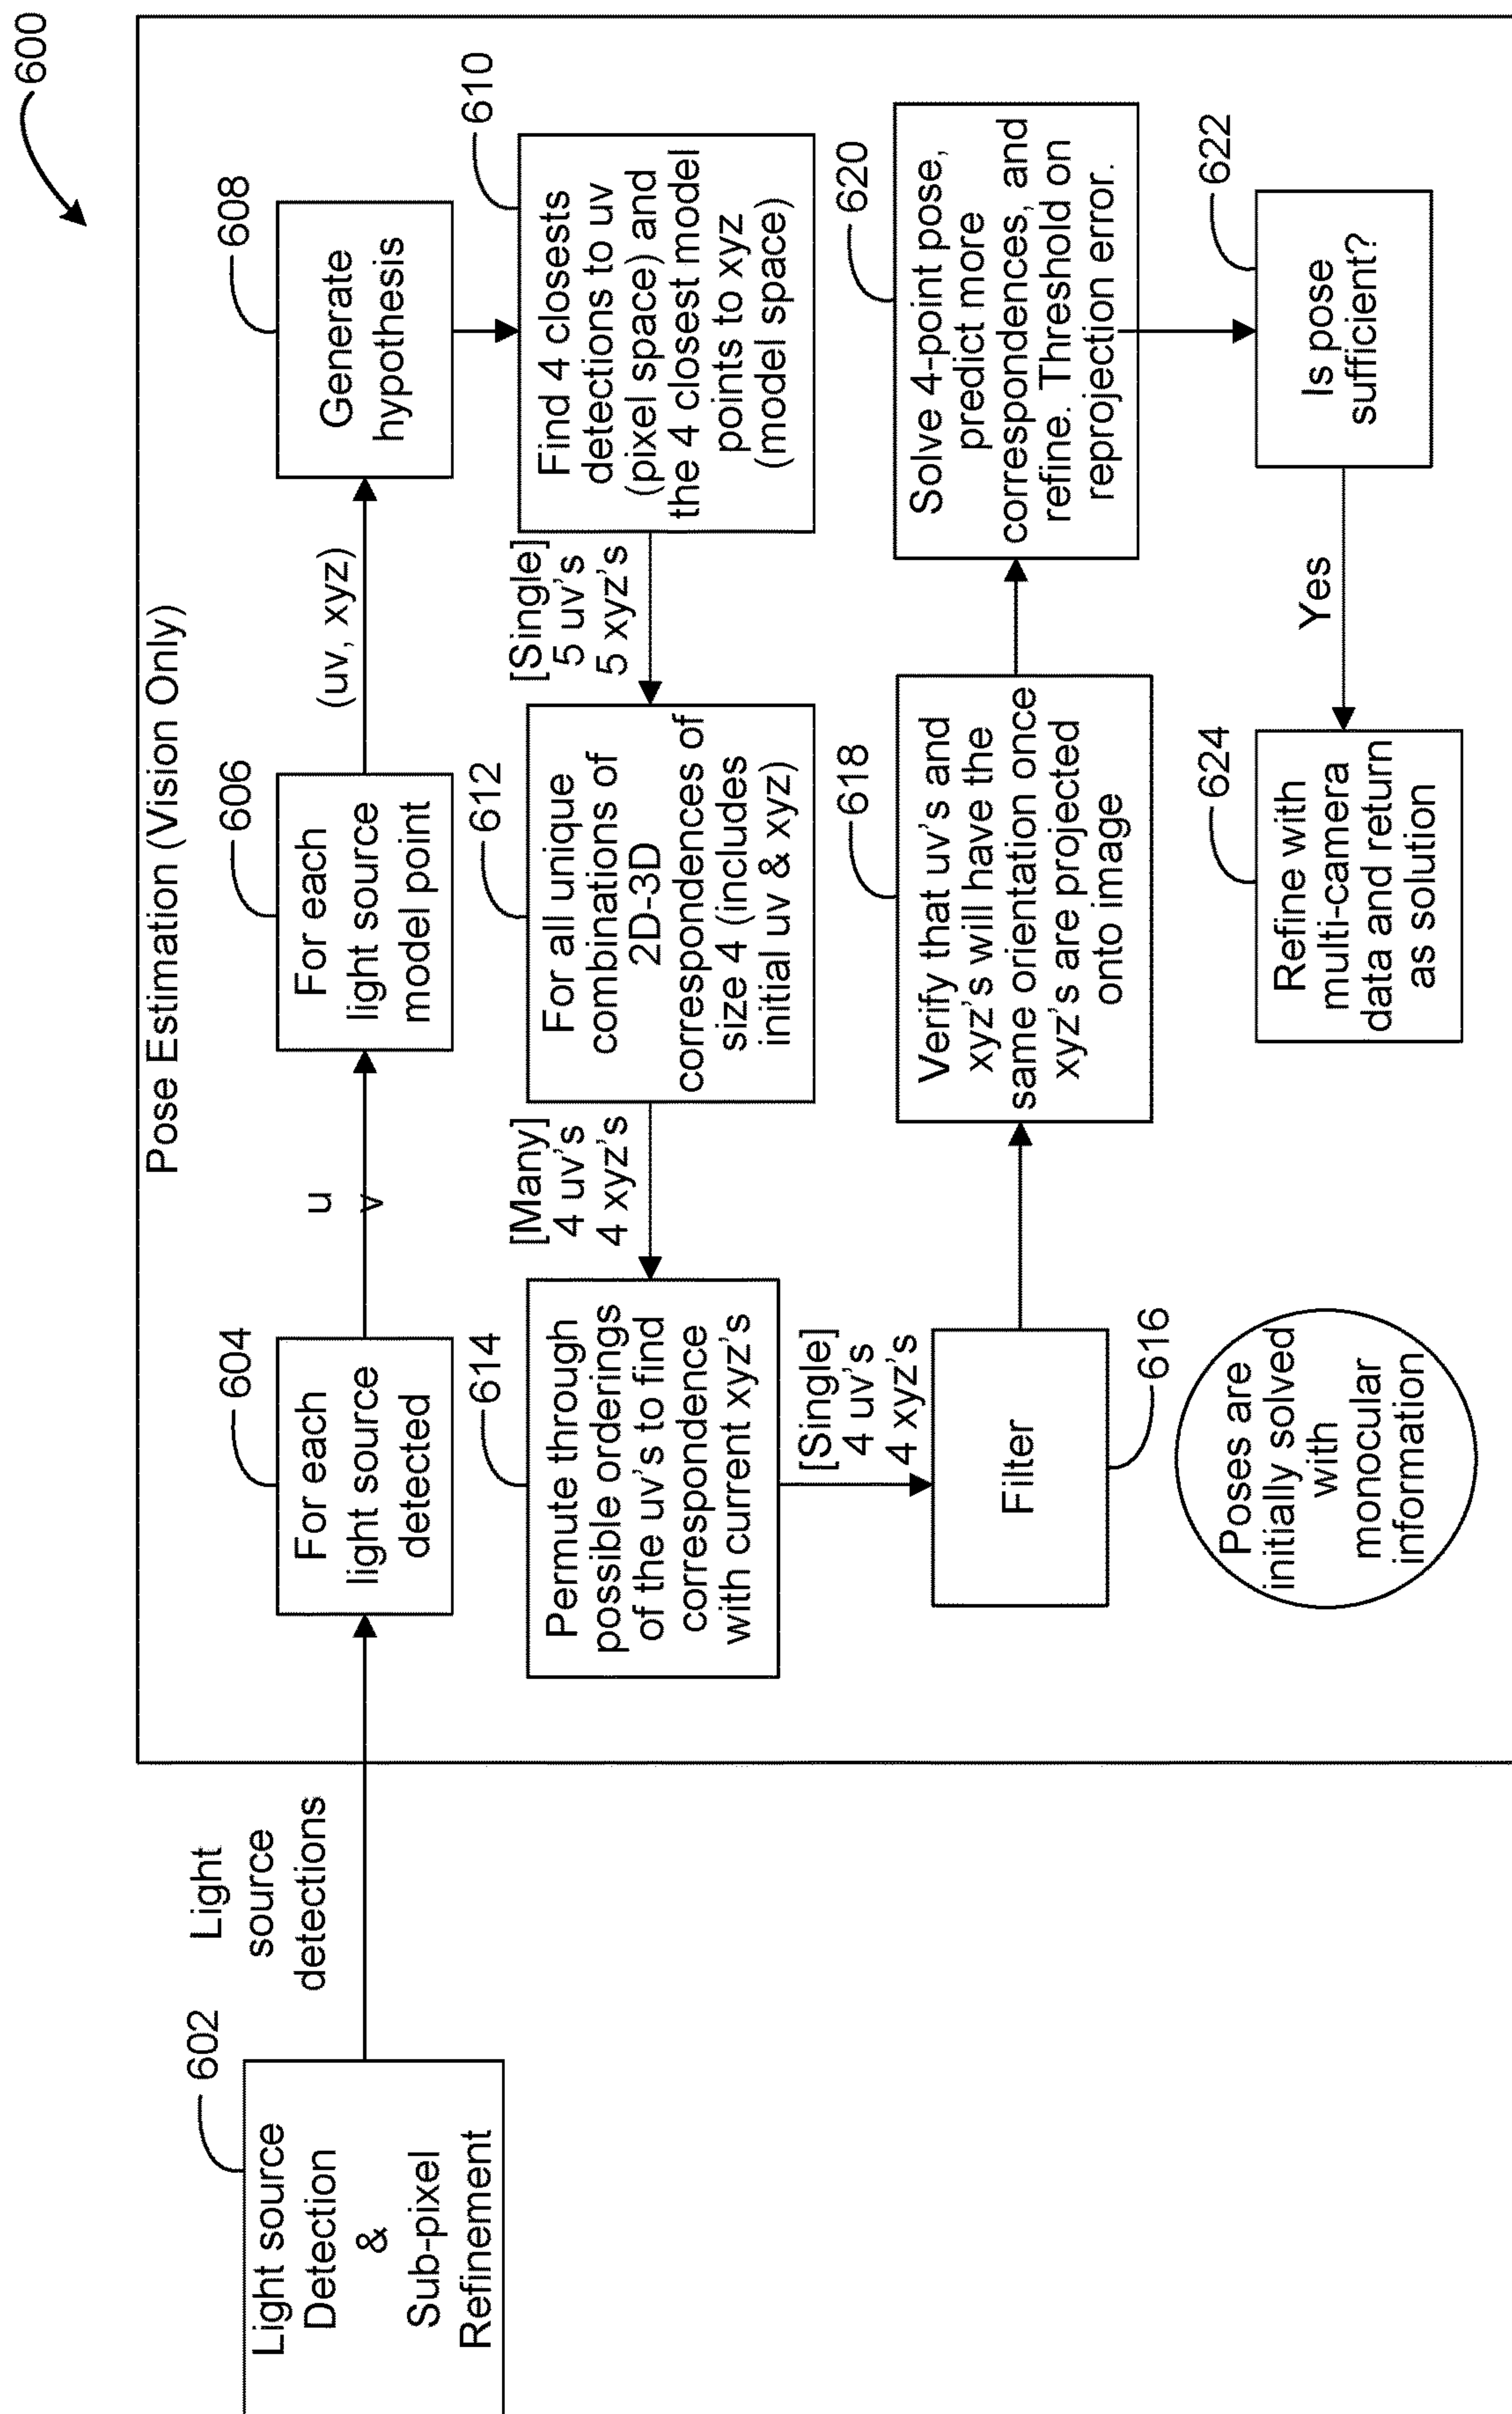 600
Pose Estimation (Vision Only)
602
Light source
Detection
&
Sub-pixel
Refinement
Light
source
detections
604
For each
light source
detected
u
v
606
For each
light source
model point
(uv, xyz)
608
Generate
hypothesis
610
Find 4 closests
detections to uv
(pixel space) and
the 4 closest model
points to xyz
(model space)
[Single]
5 uv's
5 xyz's
612
For all unique
combinations of
2D-3D
correspondences of
size 4 (includes
initial uv & xyz)
[Many]
4 uv's
4 xyz's
614
Permute through
possible orderings
of the uv's to find
correspondence
with current xyz's
[Single]
4 uv's
4 xyz's
Filter
616
618
Verify that uv's and
xyz's will have the
same orientation once
xyz's are projected
onto image
620
Solve 4-point pose,
predict more
correspondences, and
refine. Threshold on
reprojection error.
622
Is pose
sufficient?
Yes
624
Refine with
multi-camera
data and return
as solution
Poses are
initially solved
with
monocular
information